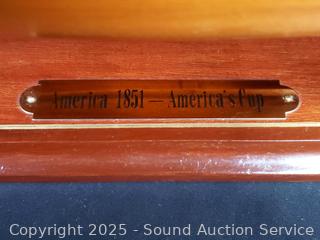 America 1851 — America's Cup
Copyright 2025 - Sound Auction Service